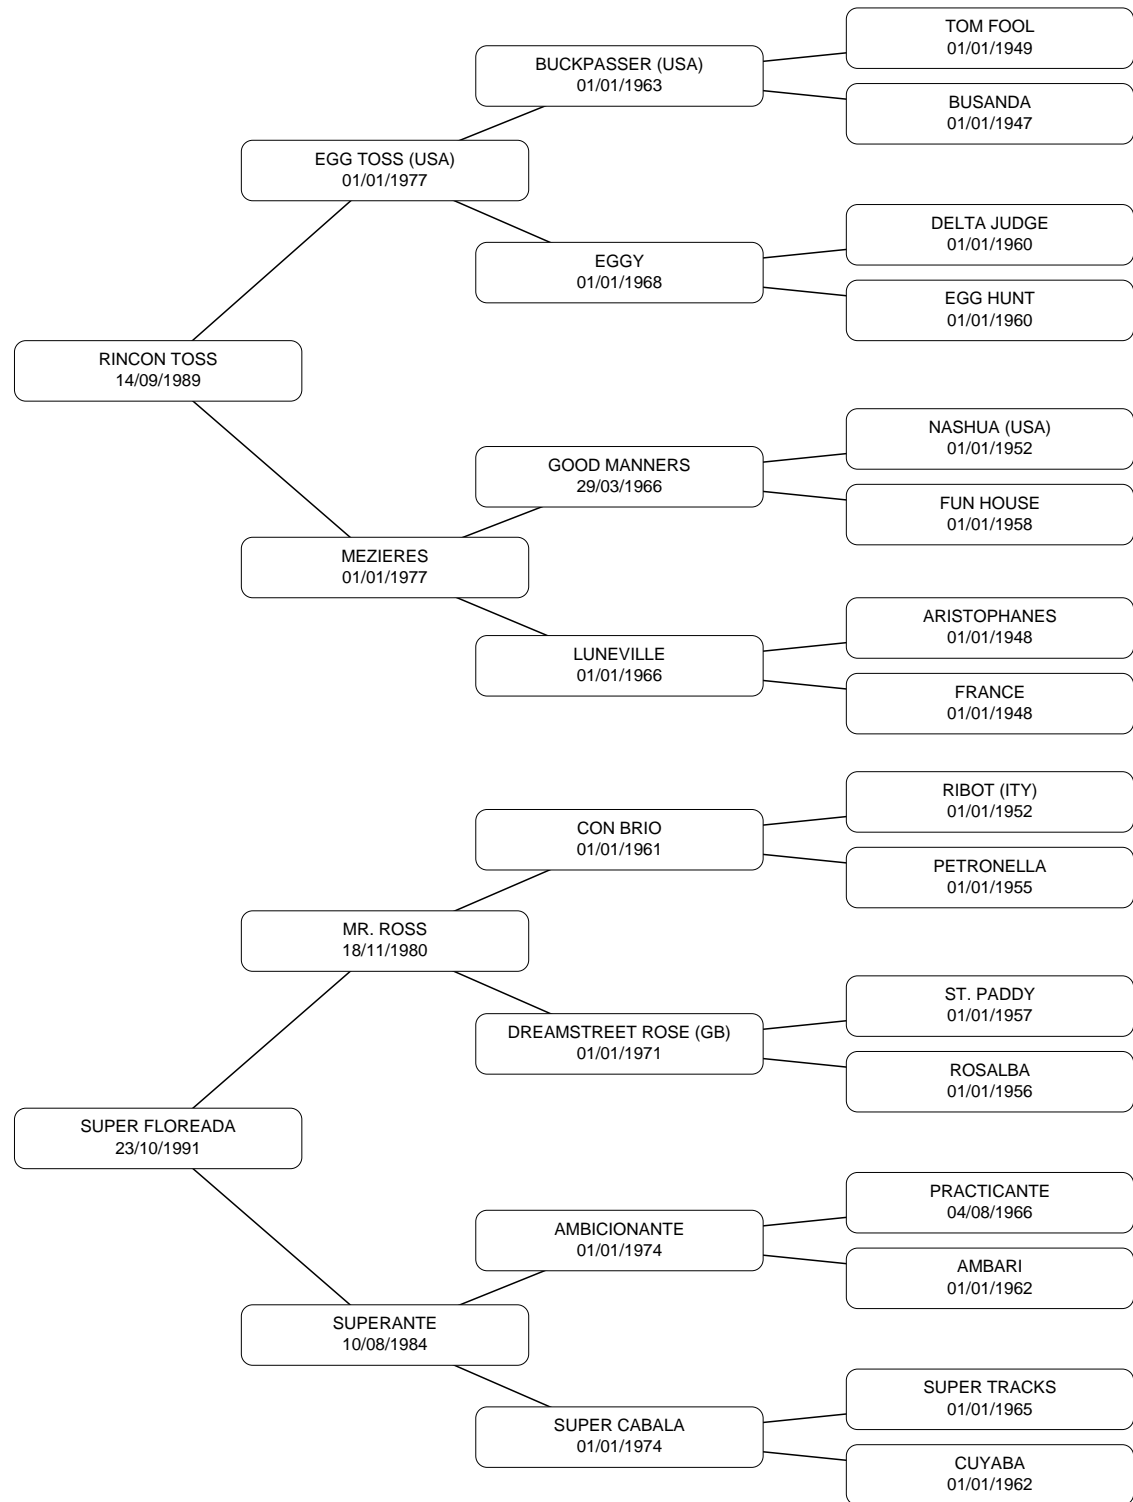 TOM FOOL
01/01/1949
BUCKPASSER (USA)
01/01/1963
BUSANDA
01/01/1947
EGG TOSS (USA)
01/01/1977
DELTA JUDGE
01/01/1960
EGGY
01/01/1968
EGG HUNT
01/01/1960
RINCON TOSS
14/09/1989
NASHUA (USA)
01/01/1952
GOOD MANNERS
29/03/1966
FUN HOUSE
01/01/1958
MEZIERES
01/01/1977
ARISTOPHANES
01/01/1948
LUNEVILLE
01/01/1966
FRANCE
01/01/1948
RIBOT (ITY)
01/01/1952
CON BRIO
01/01/1961
PETRONELLA
01/01/1955
MR. ROSS
18/11/1980
ST. PADDY
01/01/1957
DREAMSTREET ROSE (GB)
01/01/1971
ROSALBA
01/01/1956
SUPER FLOREADA
23/10/1991
PRACTICANTE
04/08/1966
AMBICIONANTE
01/01/1974
AMBARI
01/01/1962
SUPERANTE
10/08/1984
SUPER TRACKS
01/01/1965
SUPER CABALA
01/01/1974
CUYABA
01/01/1962